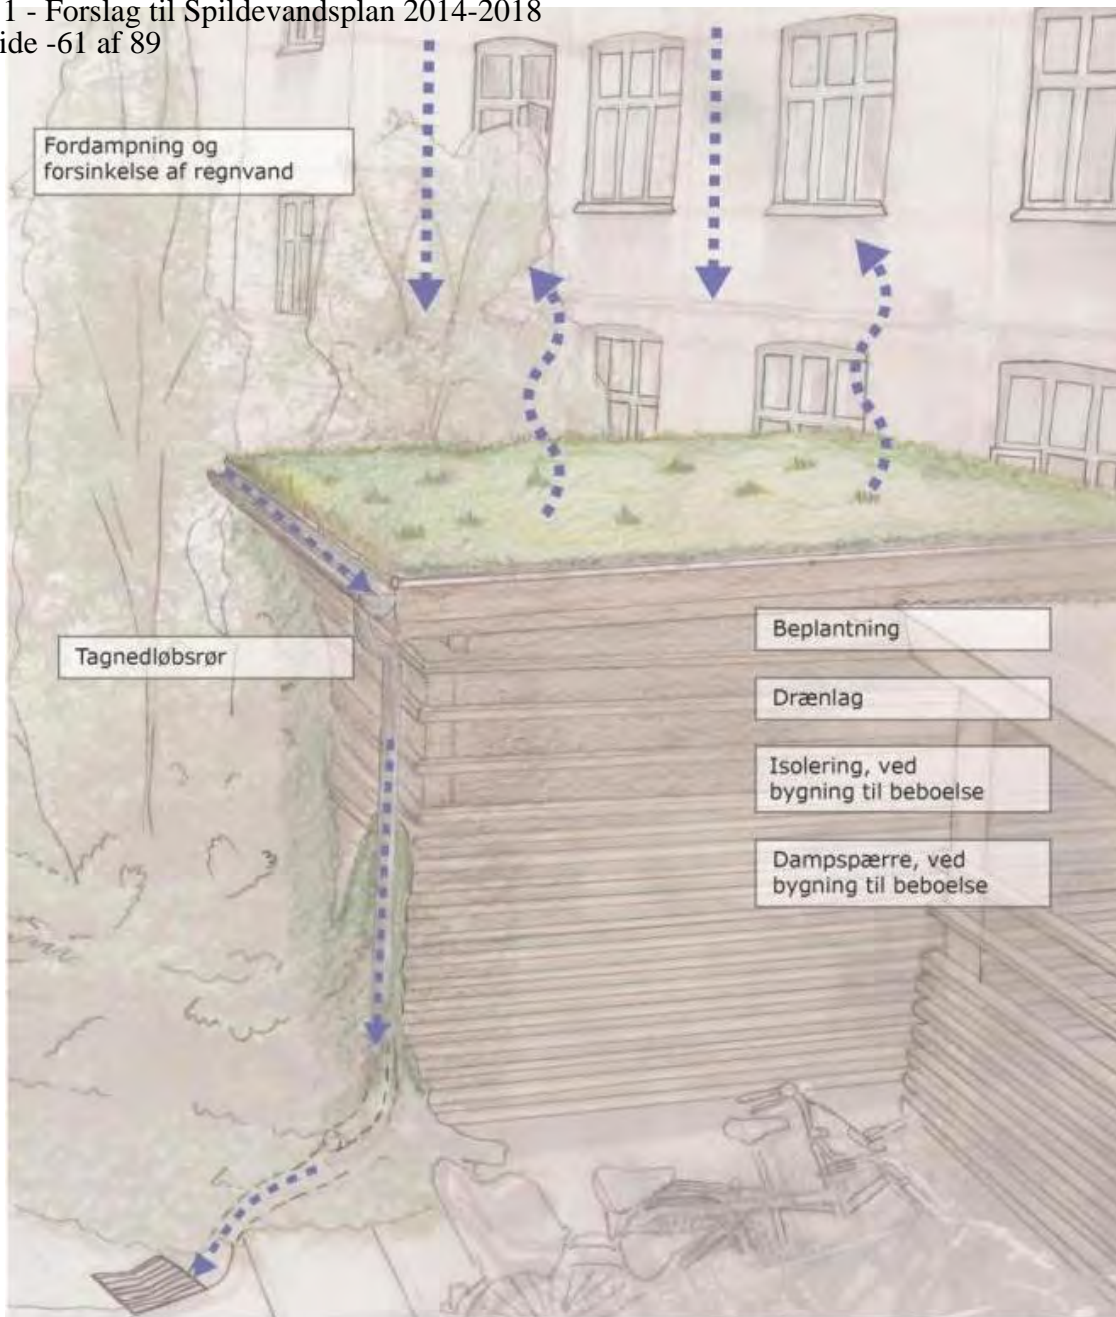 1 - Forslag til Spildevandsplan 2014-2018
ide -61 af 89
Fordampning og
forsinkelse af regnvand
Tagnedløbsrør
Beplantning
Drænlag
Isolering, ved
bygning til beboelse
Dampspærre, ved
bygning til beboelse